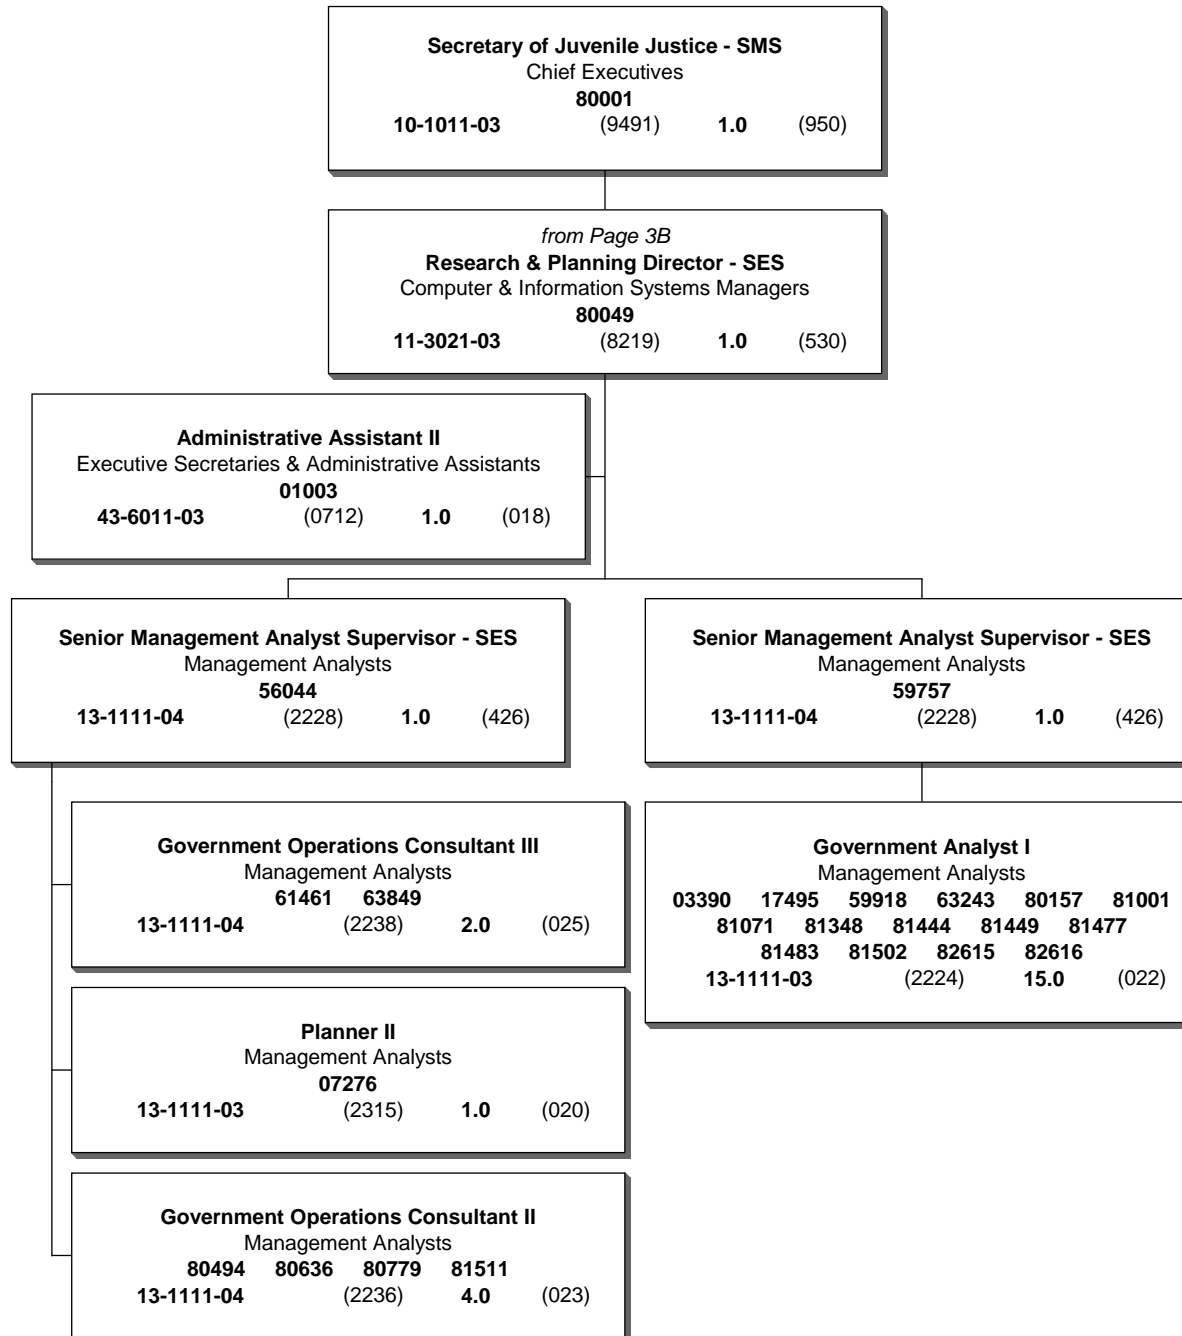 Secretary of Juvenile Justice - SMS
Chief Executives
80001
10-1011-03 (9491) 1.0 (950)
from Page 3B
Research & Planning Director - SES
Computer & Information Systems Managers
80049
11-3021-03 (8219) 1.0 (530)
Administrative Assistant II
Executive Secretaries & Administrative Assistants
01003
43-6011-03 (0712) 1.0 (018)
Senior Management Analyst Supervisor - SES
Management Analysts
56044
13-1111-04 (2228) 1.0 (426)
Senior Management Analyst Supervisor - SES
Management Analysts
59757
13-1111-04 (2228) 1.0 (426)
Government Operations Consultant III
Management Analysts
61461 63849
13-1111-04 (2238) 2.0 (025)
Planner II
Management Analysts
07276
13-1111-03 (2315) 1.0 (020)
Government Operations Consultant II
Management Analysts
80494 80636 80779 81511
13-1111-04 (2236) 4.0 (023)
Government Analyst I
Management Analysts
03390 17495 59918 63243 80157 81001
81071 81348 81444 81449 81477
81483 81502 82615 82616
13-1111-03 (2224) 15.0 (022)